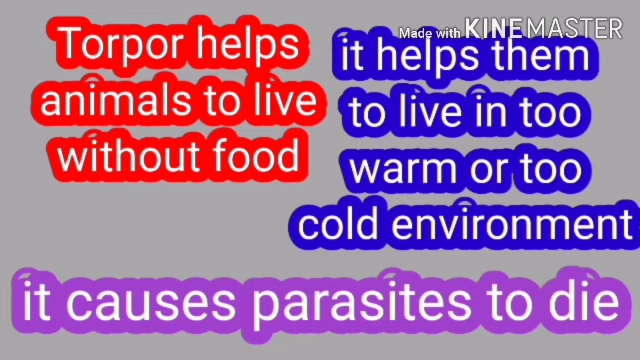 Made with KINEMASTER
Torpor helps
animals to live
without food
it helps them
to live in too
warm or too
cold environment
it causes parasites to die